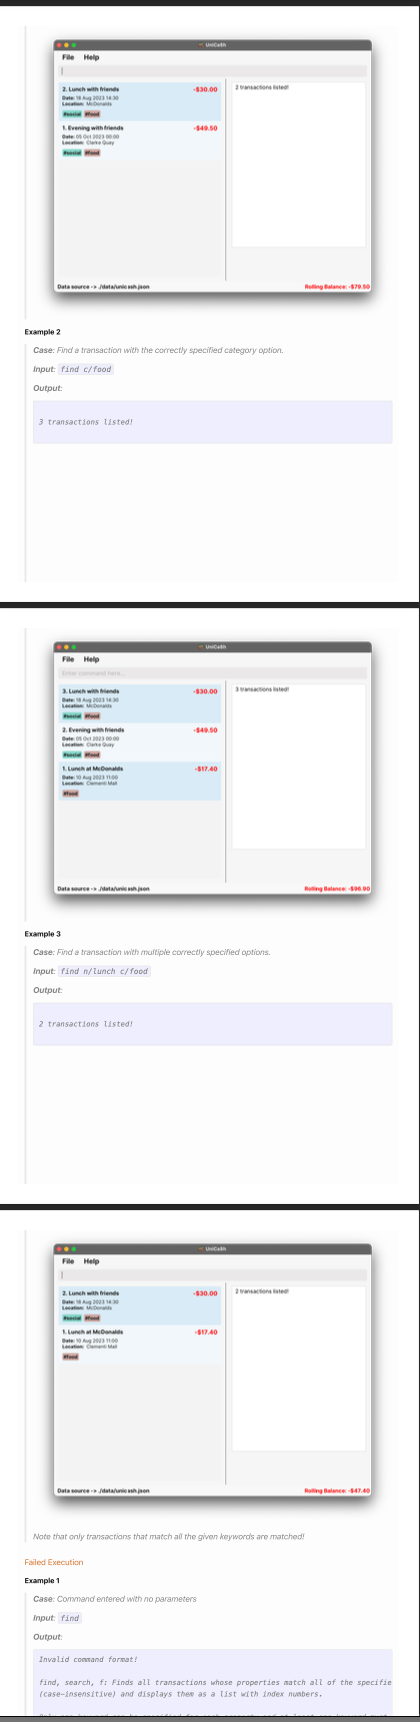 UniCa$h
File Help
2. Lunch with friends -$30.00
Date: 18 Aug 2023 14:30
Location: McDonalds
#social #food
1. Evening with friends -$49.50
Date: 05 Oct 2023 00:00
Location: Clarke Quay
#social #food
2 transactions listed!
Data source -> ./data/unicash.json Rolling Balance: -$79.50
Example 2
Case: Find a transaction with the correctly specified category option.
Input: find c/food
Output:
3 transactions listed!
UniCa$h
File Help
Enter command here...
3. Lunch with friends -$30.00
Date: 18 Aug 2023 14:30
Location: McDonalds
#social #food
2. Evening with friends -$49.50
Date: 05 Oct 2023 00:00
Location: Clarke Quay
#social #food
1. Lunch at McDonalds -$17.40
Date: 10 Aug 2023 11:00
Location: Clementi Mall
#food
3 transactions listed!
Data source -> ./data/unicash.json Rolling Balance: -$96.90
Example 3
Case: Find a transaction with multiple correctly specified options.
Input: find n/lunch c/food
Output:
2 transactions listed!
UniCa$h
File Help
2. Lunch with friends -$30.00
Date: 18 Aug 2023 14:30
Location: McDonalds
#social #food
1. Lunch at McDonalds -$17.40
Date: 10 Aug 2023 11:00
Location: Clementi Mall
#food
2 transactions listed!
Data source -> ./data/unicash.json Rolling Balance: -$47.40
Note that only transactions that match all the given keywords are matched!
Failed Execution
Example 1
Case: Command entered with no parameters
Input: find
Output:
Invalid command format!
find, search, f: Finds all transactions whose properties match all of the specifie
(case-insensitive) and displays them as a list with index numbers.